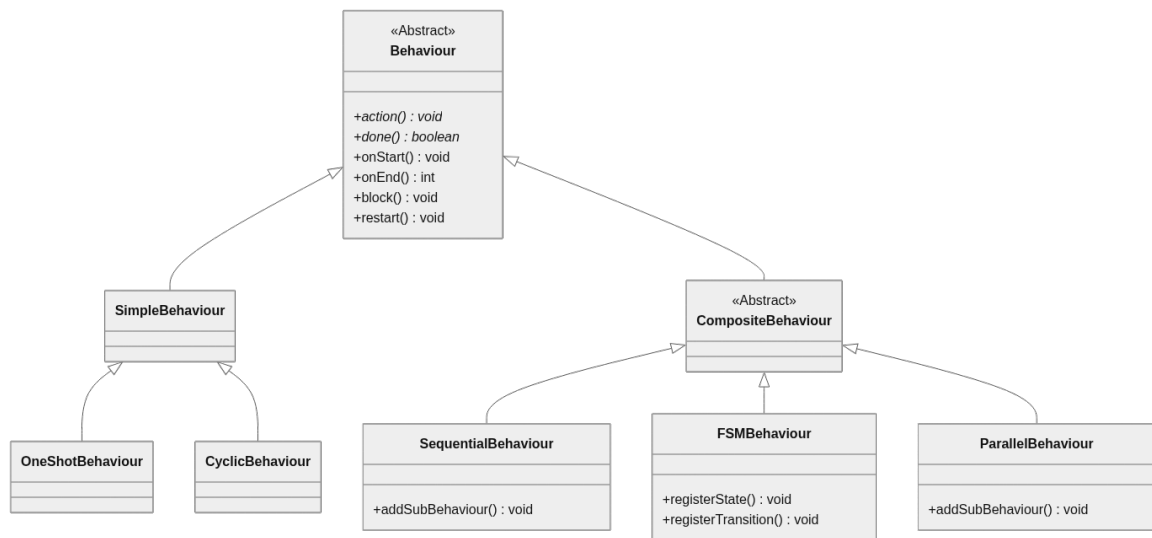 «Abstract»
Behaviour
+action() : void
+done() : boolean
+onStart() : void
+onEnd() : int
+block() : void
+restart() : void
SimpleBehaviour
«Abstract»
CompositeBehaviour
OneShotBehaviour
CyclicBehaviour
SequentialBehaviour
+addSubBehaviour() : void
FSMBehaviour
+registerState() : void
+registerTransition() : void
ParallelBehaviour
+addSubBehaviour() : void